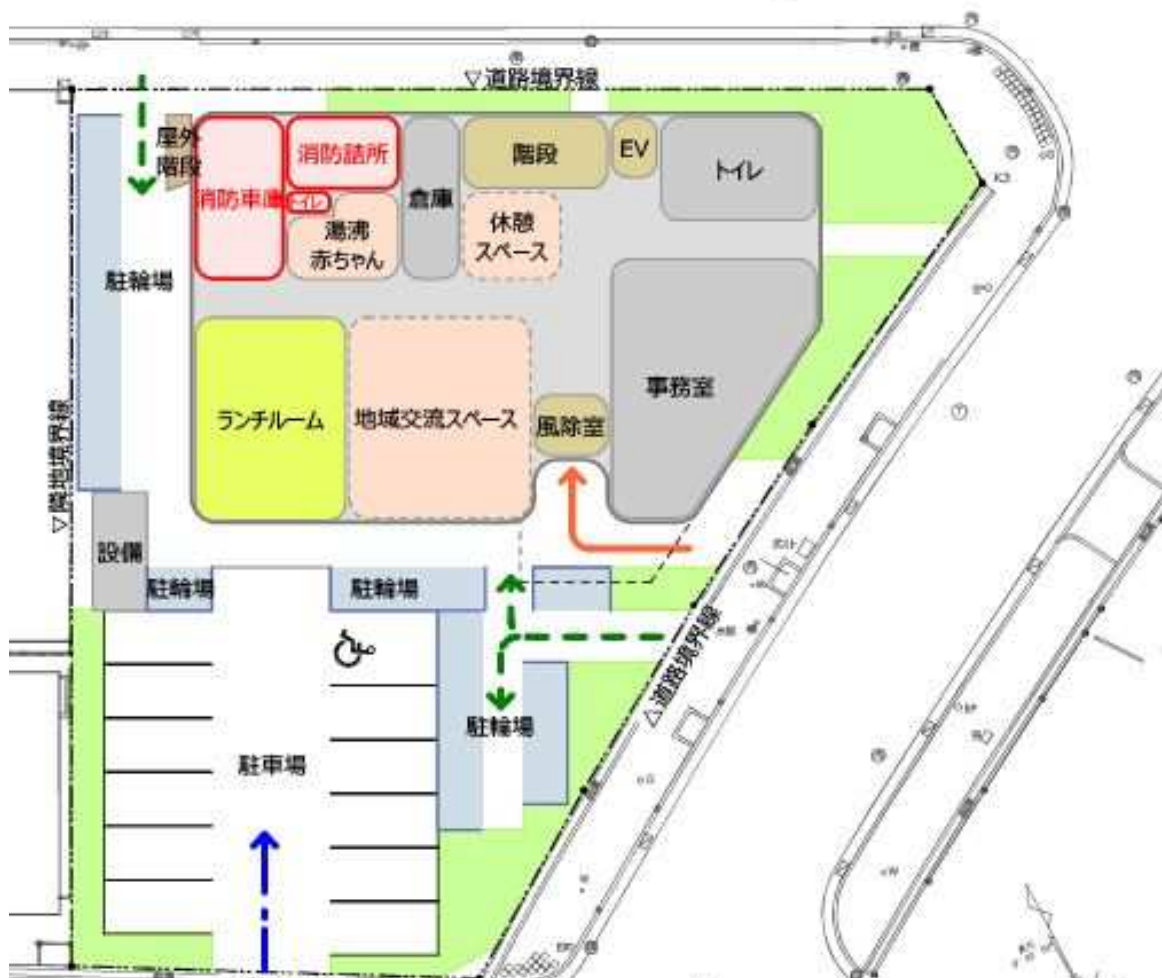 ▽道路境界線
屋外
階段
消防車庫
消防詰所
トイレ
湯沸
赤ちゃん
倉庫
階段
EV
トイレ
休憩
スペース
駐輪場
ランチルーム
地域交流スペース
風除室
事務室
▽隣地境界線
設備
駐輪場
駐輪場
駐輪場
駐車場
△道路境界線